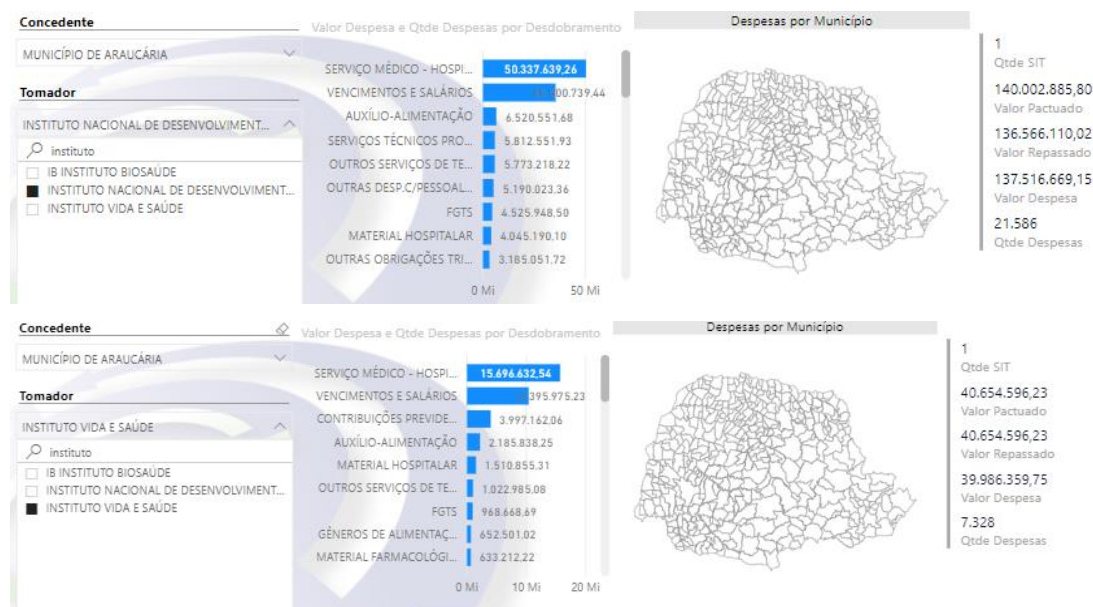 Concedente
MUNICÍPIO DE ARAUCÁRIA
Tomador
INSTITUTO NACIONAL DE DESENVOLVIMENT...
instituto
IB INSTITUTO BIOSAÚDE
INSTITUTO NACIONAL DE DESENVOLVIMENT...
INSTITUTO VIDA E SAÚDE
Valor Despesa e Qtde Despesas por Desdobramento
SERVIÇO MÉDICO - HOSPI... 50.337.639,26
VENCIMENTOS E SALÁRIOS 00.739,44
AUXÍLIO-ALIMENTAÇÃO 6.520.551,68
SERVIÇOS TÉCNICOS PRO... 5.812.551,93
OUTROS SERVIÇOS DE TE... 5.773.218,22
OUTRAS DESP.C/PESSOAL... 5.190.023,36
FGTS 4.525.948,50
MATERIAL HOSPITALAR 4.045.190,10
OUTRAS OBRIGAÇÕES TRI... 3.185.051,72
0 Mi 50 Mi
Despesas por Município
1
Qtde SIT
140.002.885,80
Valor Pactuado
136.566.110,02
Valor Repassado
137.516.669,15
Valor Despesa
21.586
Qtde Despesas
Concedente
MUNICÍPIO DE ARAUCÁRIA
Tomador
INSTITUTO VIDA E SAÚDE
instituto
IB INSTITUTO BIOSAÚDE
INSTITUTO NACIONAL DE DESENVOLVIMENT...
INSTITUTO VIDA E SAÚDE
Valor Despesa e Qtde Despesas por Desdobramento
SERVIÇO MÉDICO - HOSPI... 15.696.632,54
VENCIMENTOS E SALÁRIOS 395.975,23
CONTRIBUIÇÕES PREVIDE... 3.997.162,06
AUXÍLIO-ALIMENTAÇÃO 2.185.838,25
MATERIAL HOSPITALAR 1.510.855,31
OUTROS SERVIÇOS DE TE... 1.022.985,08
FGTS 968.668,69
GÊNEROS DE ALIMENTAÇ... 652.501,02
MATERIAL FARMACOLÓGI... 633.212,22
0 Mi 10 Mi 20 Mi
Despesas por Município
1
Qtde SIT
40.654.596,23
Valor Pactuado
40.654.596,23
Valor Repassado
39.986.359,75
Valor Despesa
7.328
Qtde Despesas